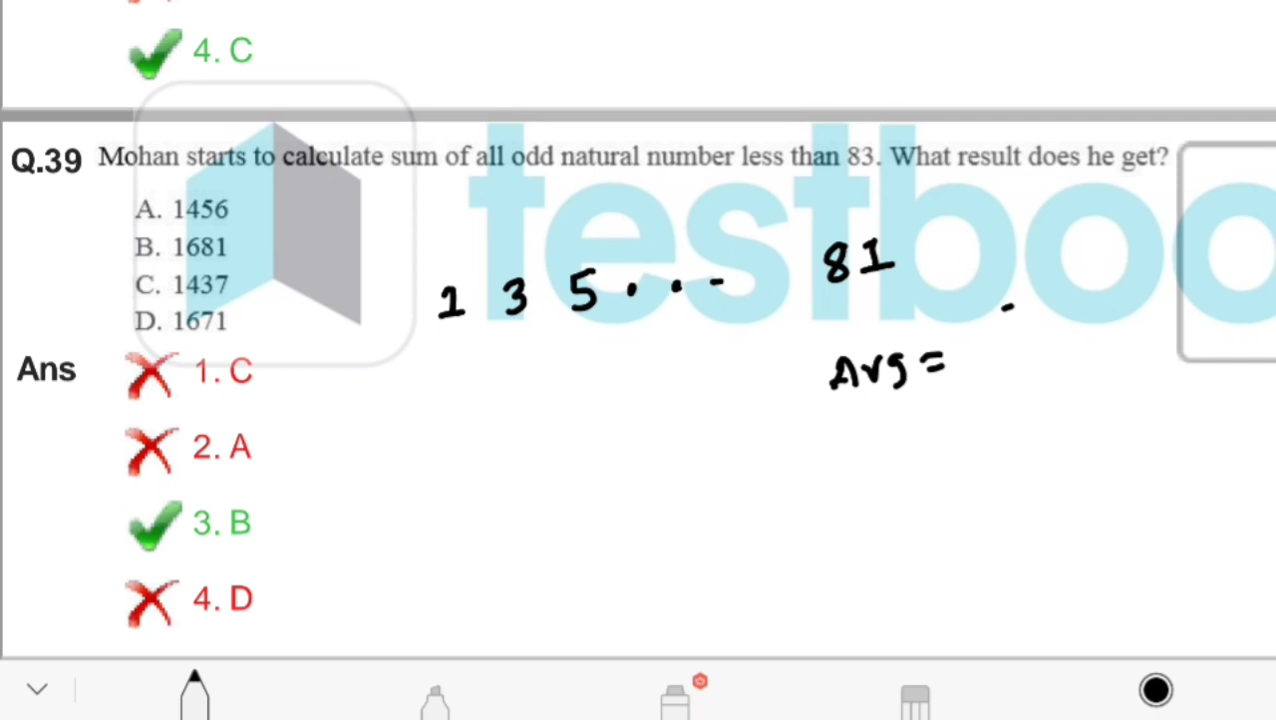 4. C
Q.39 Mohan starts to calculate sum of all odd natural number less than 83. What result does he get?
A. 1456
B. 1681
C. 1437
D. 1671
1 3 5 . . . 81
Avg =
Ans 1. C
2. A
3. B
4. D
testboo